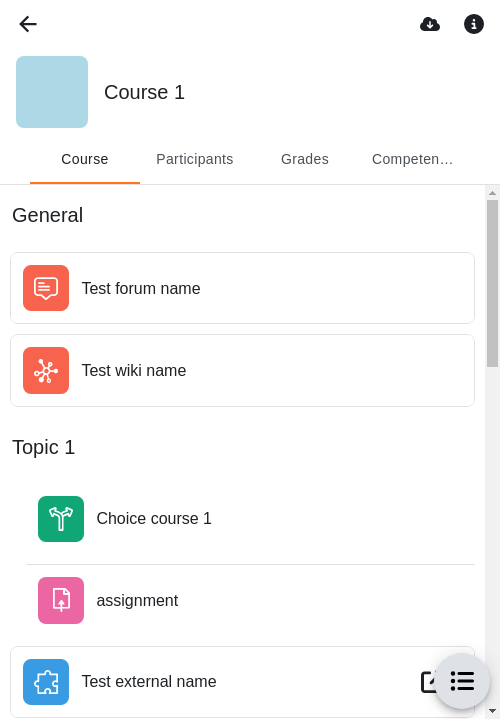 Course 1
Course
Participants
Grades
Competen…
General
Test forum name
Test wiki name
Topic 1
Choice course 1
assignment
Test external name